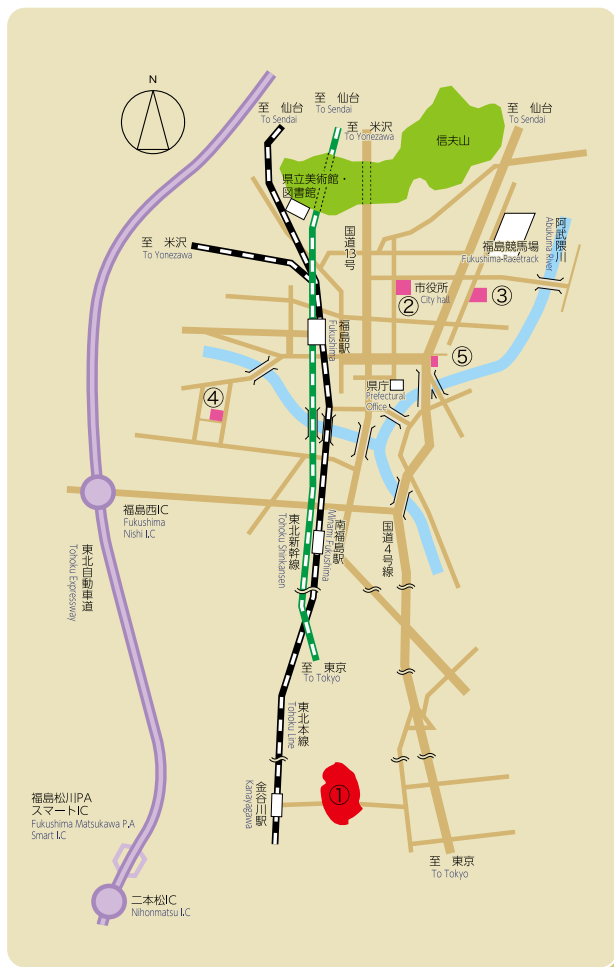 N
至　仙台
To Sendai
至　仙台
To Sendai
至　米沢
To Yonezawa
至　仙台
To Sendai
信夫山
県立美術館・
図書館
至　米沢
To Yonezawa
国道13号
福島競馬場
Fukushima-Racetrack
阿武隈川
Abukuma River
市役所
City hall
②
③
福島駅
Fukushima
⑤
県庁
Prefectural
Office
④
福島西IC
Fukushima
Nishi I.C
東北自動車道
Tohoku Expressway
東北新幹線
Tohoku Shinkansen
南福島駅
Minami Fukushima
国道4号線
至　東京
To Tokyo
東北本線
Tohoku Line
金谷川駅
Kanayagawa
①
福島松川PA
スマートIC
Fukushima Matsukawa P.A
Smart I.C
至　東京
To Tokyo
二本松IC
Nihonmatsu I.C